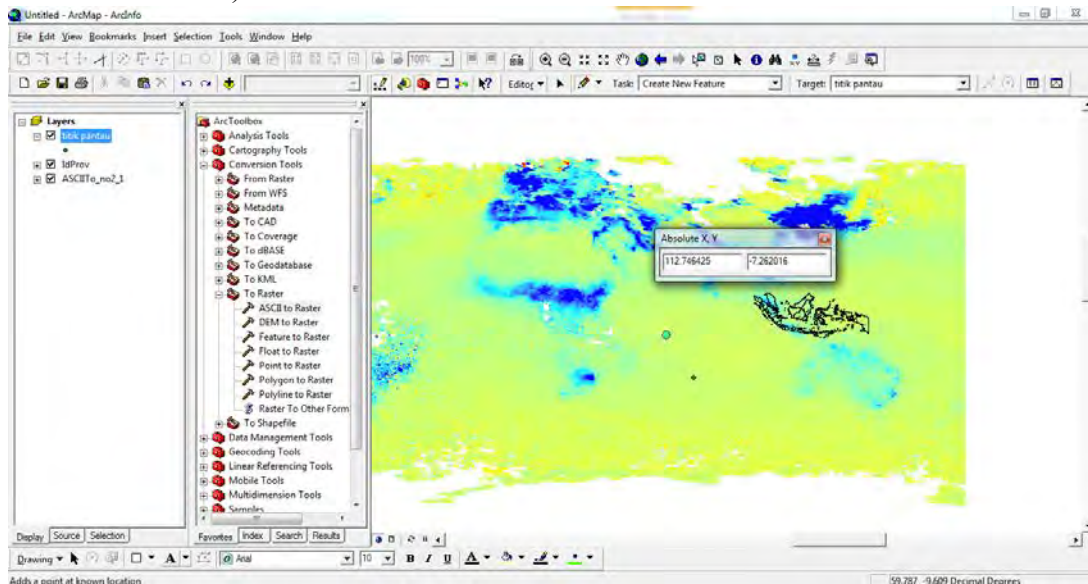 Untitled - ArcMap - ArcInfo
File Edit View Bookmarks Insert Selection Tools Window Help
100%
Editor Task: Create New Feature Target: titik pantau
Layers
titik pantau
IdProv
ASCIITo_no2_1
Display Source Selection
ArcToolbox
Analysis Tools
Cartography Tools
Conversion Tools
From Raster
From WFS
Metadata
To CAD
To Coverage
To dBASE
To Geodatabase
To KML
To Raster
ASCII to Raster
DEM to Raster
Feature to Raster
Float to Raster
Point to Raster
Polygon to Raster
Polyline to Raster
Raster To Other Form
To Shapefile
Data Management Tools
Geocoding Tools
Linear Referencing Tools
Mobile Tools
Multidimension Tools
Samples
Favorites Index Search Results
Absolute X, Y
112.746425 -7.262016
Drawing A Arial 10 B I U A
Adds a point at known location
59.787 -9.609 Decimal Degrees